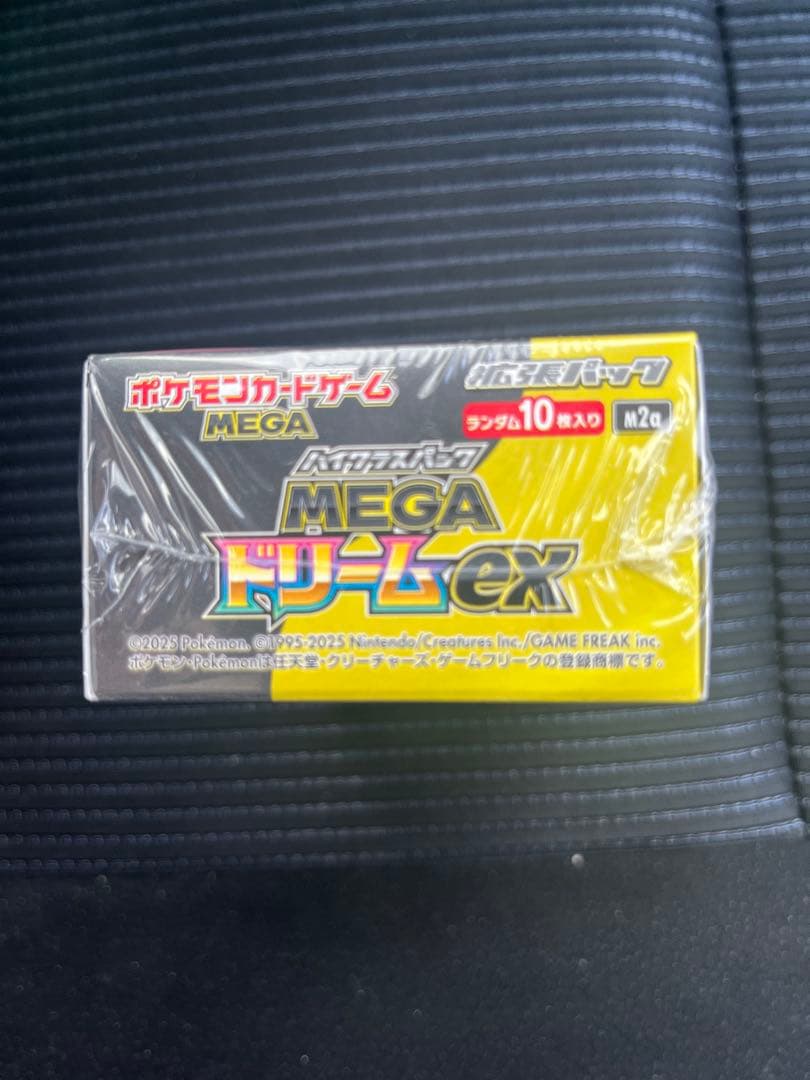 ポケモンカードゲーム
MEGA
拡張パック
ランダム10枚入り
M2a
ハイクラスパック
MEGA
ドリームex
©2025 Pokémon. ©1995-2025 Nintendo/Creatures Inc./GAME FREAK inc.
ポケモン・Pokémonは任天堂・クリーチャーズ・ゲームフリークの登録商標です。